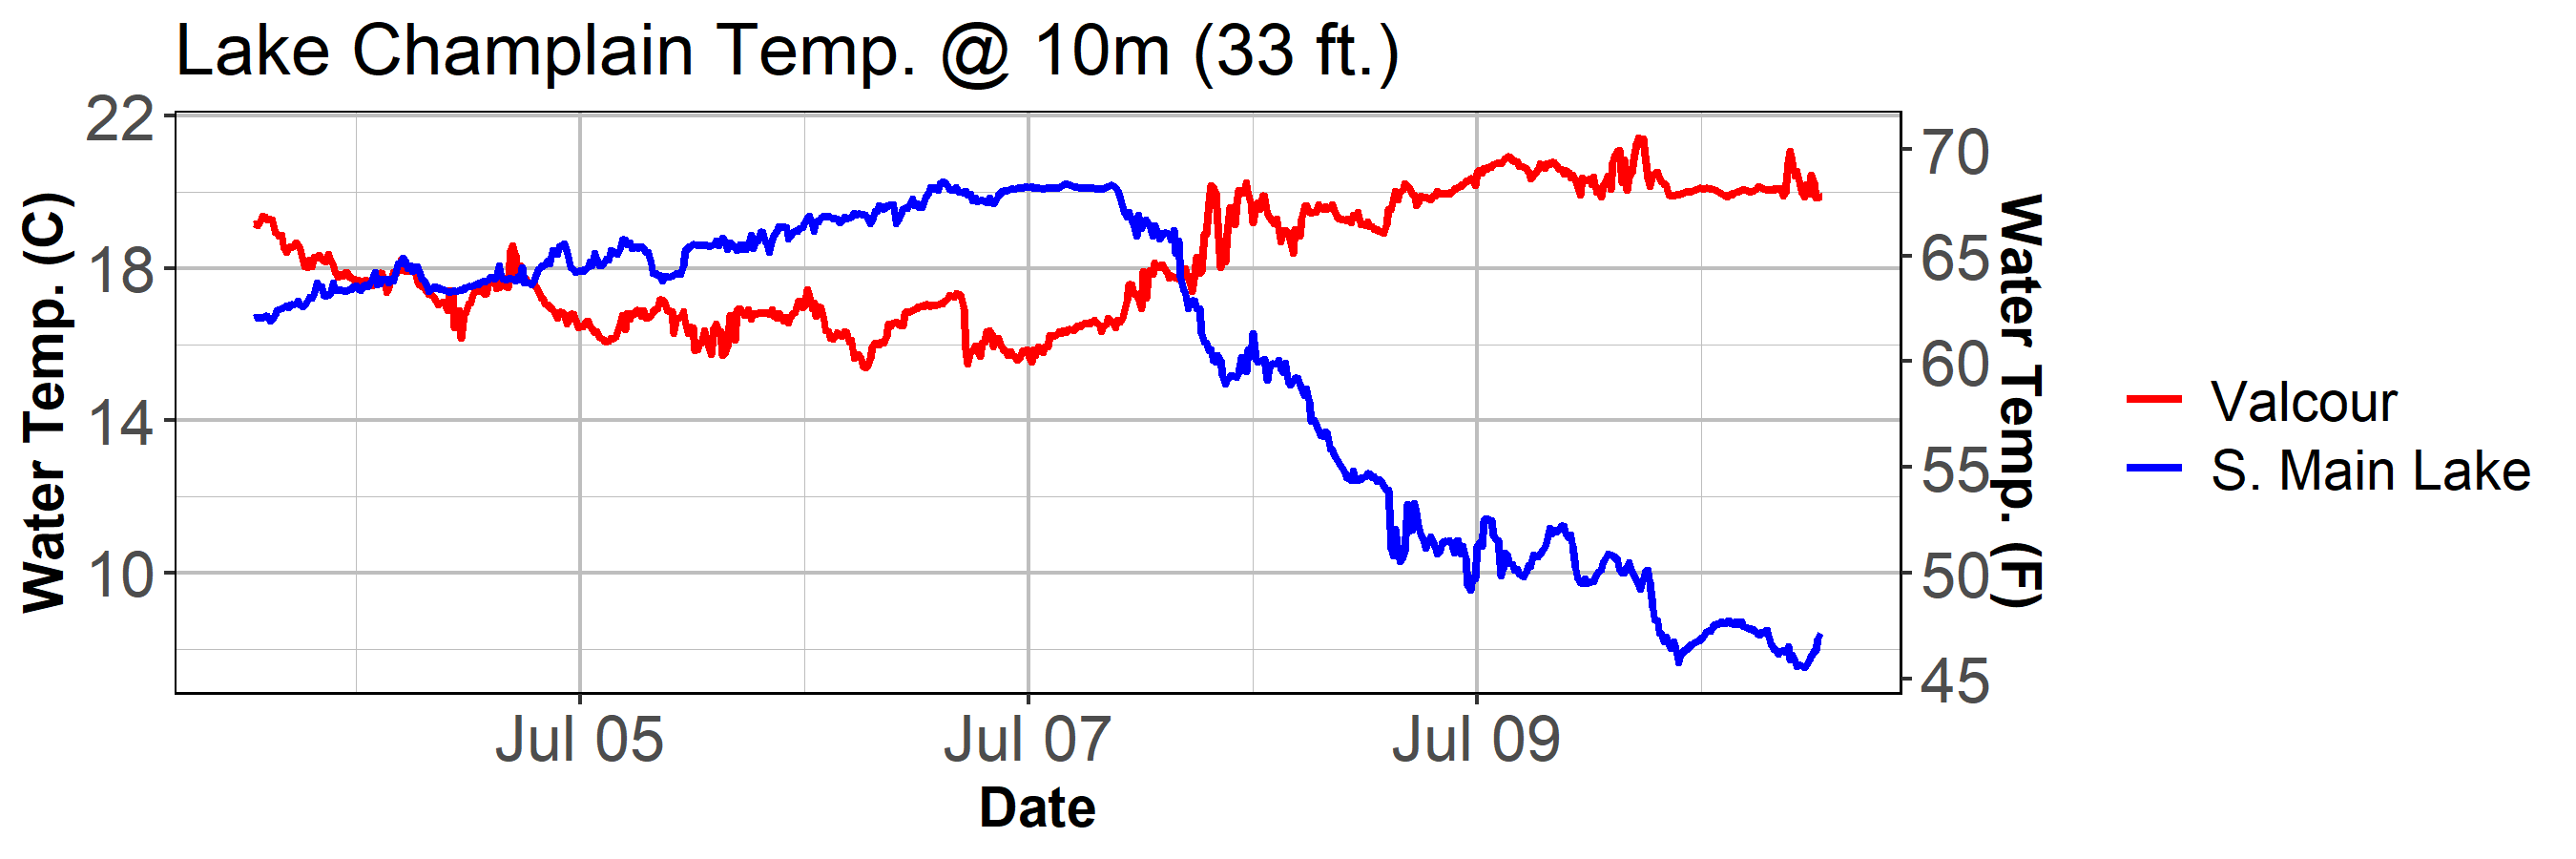 Lake Champlain Temp. @ 10m (33 ft.)
Water Temp. (C)
22
18
14
10
70
65
60
55
50
45
Water Temp. (F)
Jul 05
Jul 07
Jul 09
Date
Valcour
S. Main Lake